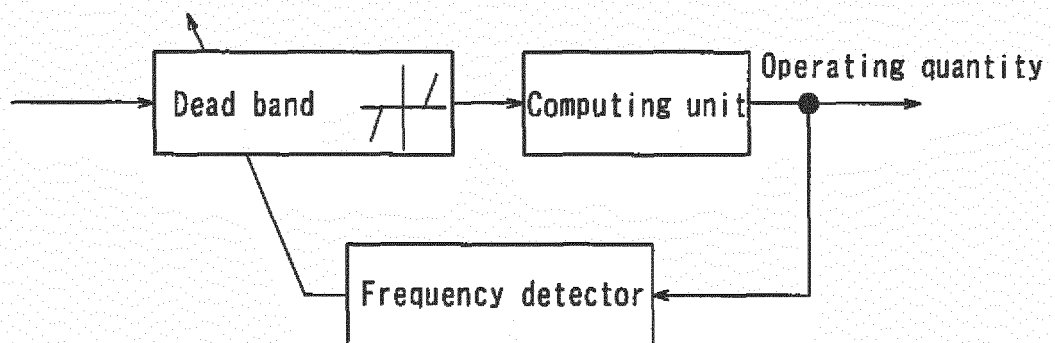 Operating quantity
Dead band
Computing unit
Frequency detector